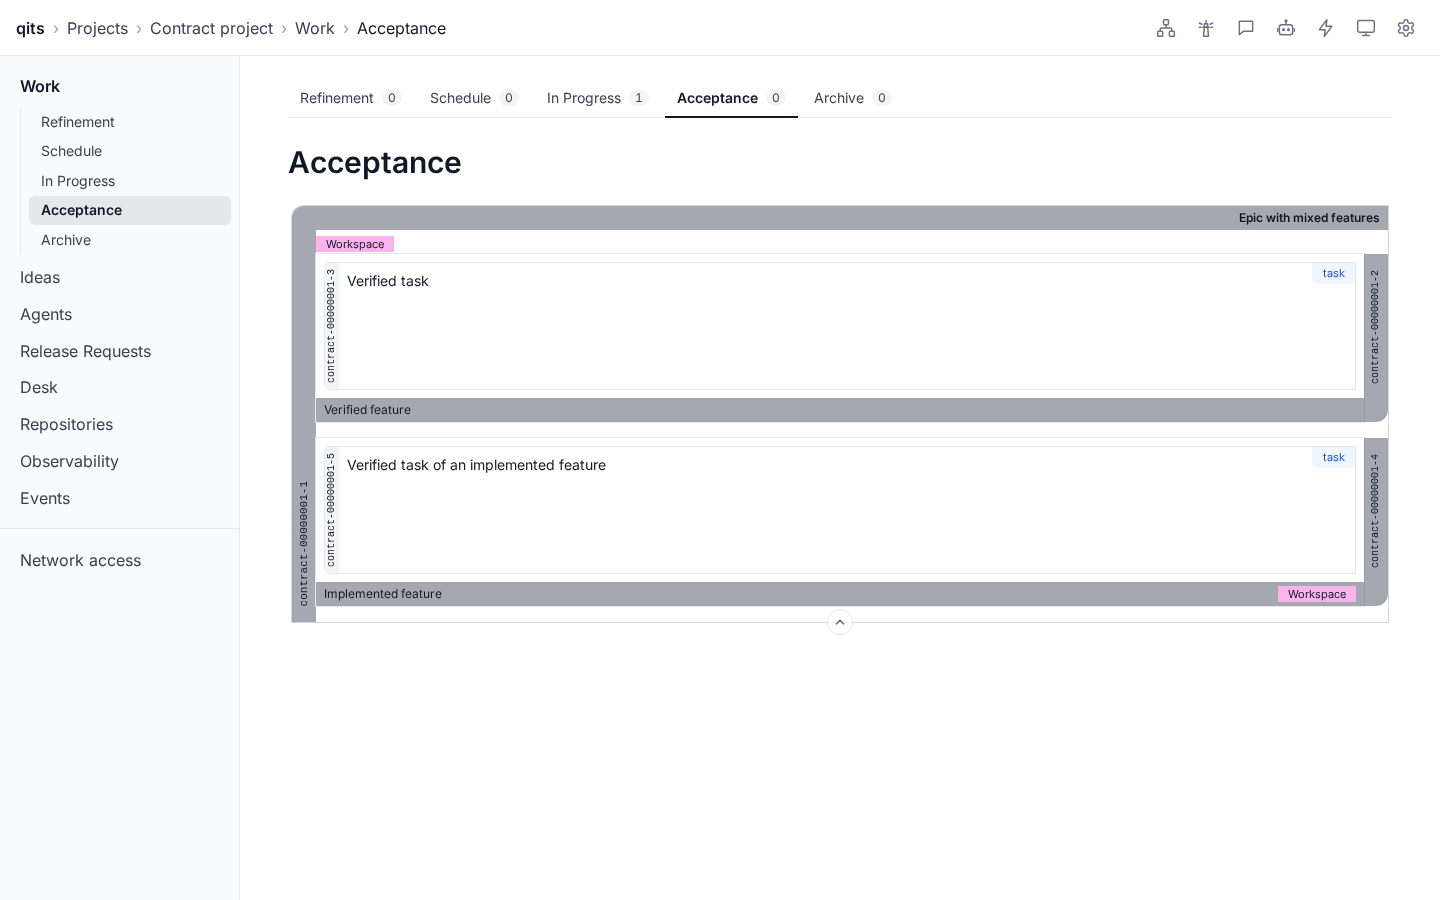 qits › Projects › Contract project › Work › Acceptance
Work
Refinement
Schedule
In Progress
Acceptance
Archive
Ideas
Agents
Release Requests
Desk
Repositories
Observability
Events
Network access
Refinement 0 Schedule 0 In Progress 1 Acceptance 0 Archive 0
Acceptance
Epic with mixed features
contract-00000001-1
Workspace
contract-00000001-3
Verified task
task
contract-00000001-2
Verified feature
contract-00000001-5
Verified task of an implemented feature
task
contract-00000001-4
Implemented feature
Workspace